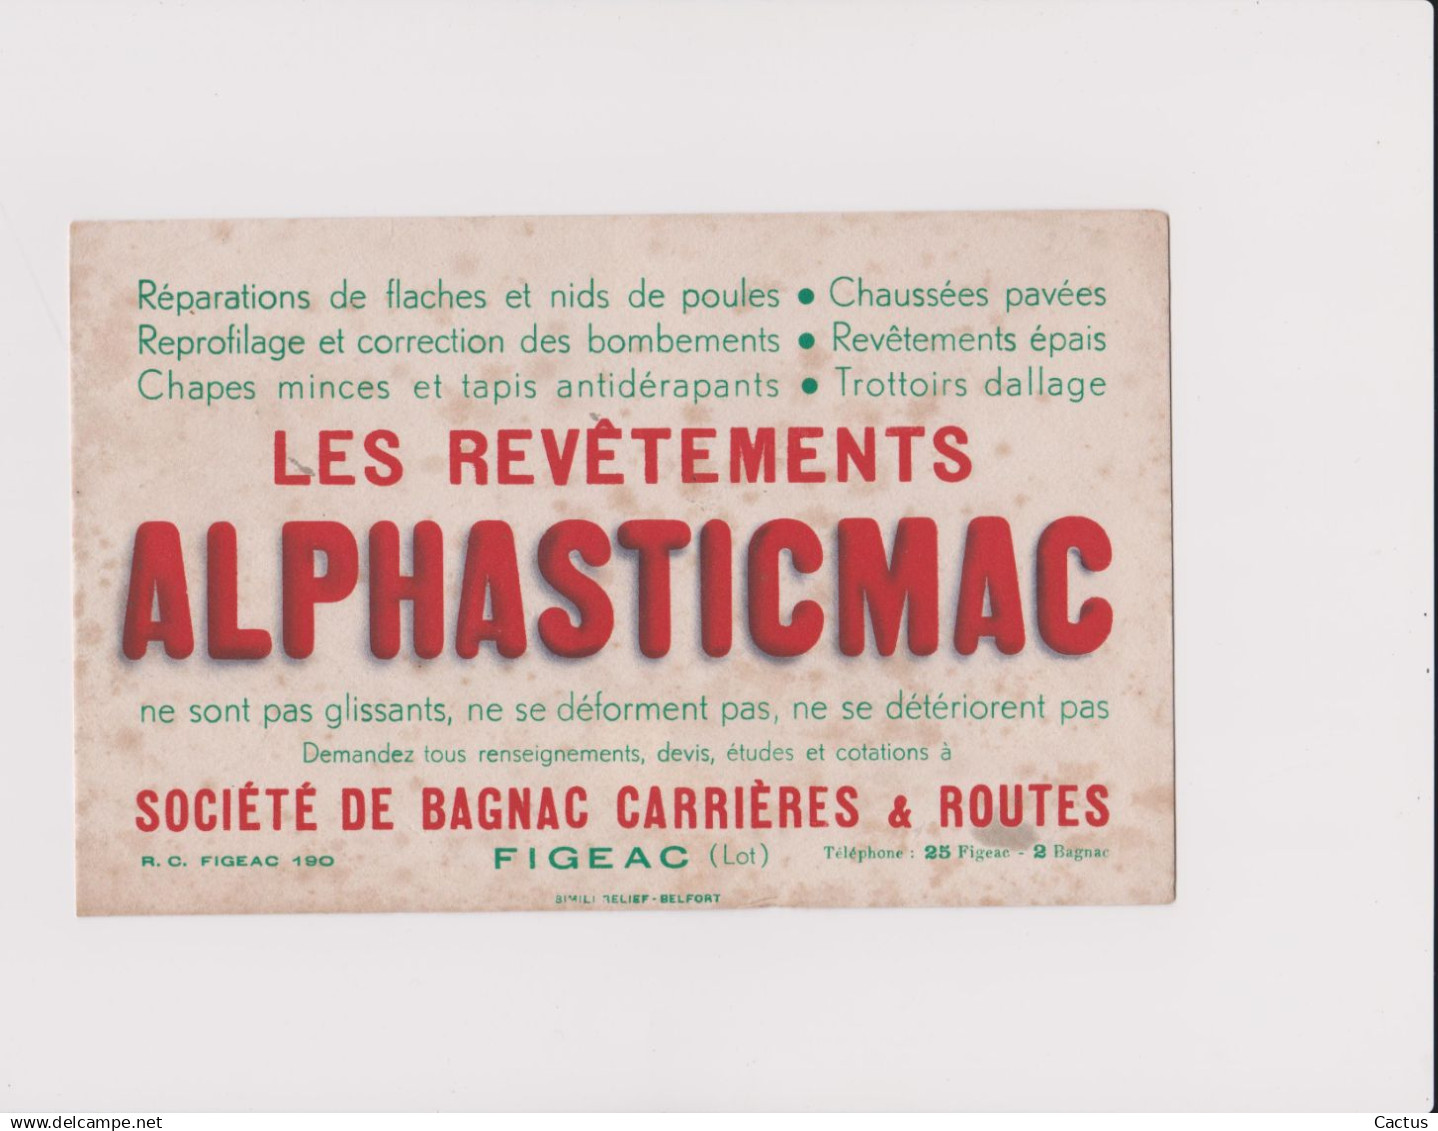 Réparations de flaches et nids de poules • Chaussées pavées
Reprofilage et correction des bombements • Revêtements épais
Chapes minces et tapis antidérapants • Trottoirs dallage
LES REVÊTEMENTS
ALPHASTICMAC
ne sont pas glissants, ne se déforment pas, ne se détériorent pas
Demandez tous renseignements, devis, études et cotations à
SOCIÉTÉ DE BAGNAC CARRIÈRES & ROUTES
R. C. FIGEAC 190 FIGEAC (Lot) Téléphone : 25 Figeac - 2 Bagnac
SIMILI RELIEF - BELFORT
www.delcampe.net Cactus